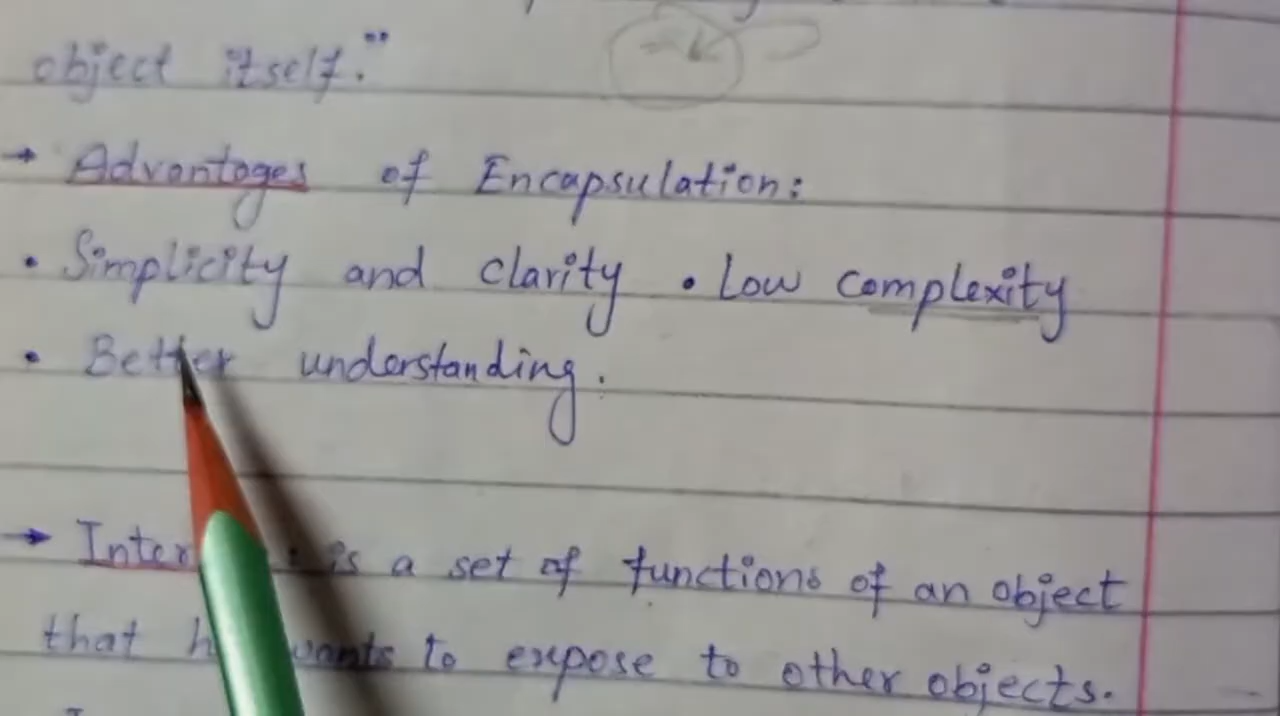 object itself."
→ Advantages of Encapsulation:
• Simplicity and clarity • Low complexity
• Better understanding.
→ is a set of functions of an object
that wants to expose to other objects.